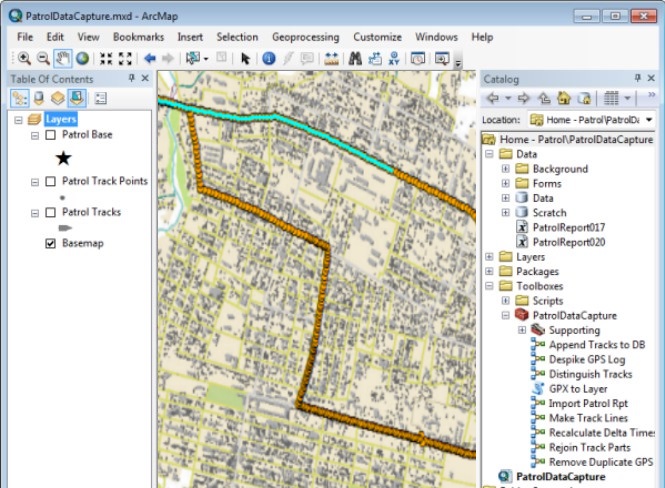 PatrolDataCapture.mxd - ArcMap
File Edit View Bookmarks Insert Selection Geoprocessing Customize Windows Help
Table Of Contents
Layers
Patrol Base
Patrol Track Points
Patrol Tracks
Basemap
Catalog
Location: Home - Patrol\PatrolDa
Home - Patrol\PatrolDataCapture
Data
Background
Forms
Data
Scratch
PatrolReport017
PatrolReport020
Layers
Packages
Toolboxes
Scripts
PatrolDataCapture
Supporting
Append Tracks to DB
Despike GPS Log
Distinguish Tracks
GPX to Layer
Import Patrol Rpt
Make Track Lines
Recalculate Delta Times
Rejoin Track Parts
Remove Duplicate GPS
PatrolDataCapture